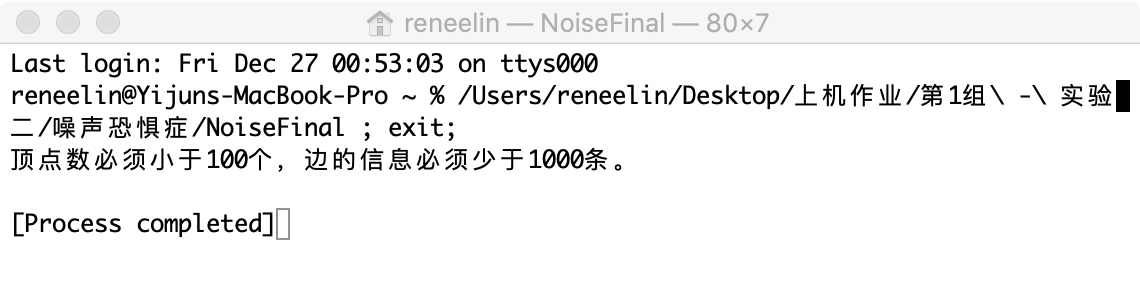 reneelin — NoiseFinal — 80×7
Last login: Fri Dec 27 00:53:03 on ttys000
reneelin@Yijuns-MacBook-Pro ~ % /Users/reneelin/Desktop/上机作业/第1组\ -\ 实验
二/噪声恐惧症/NoiseFinal ; exit;
顶点数必须小于100个，边的信息必须少于1000条。
[Process completed]